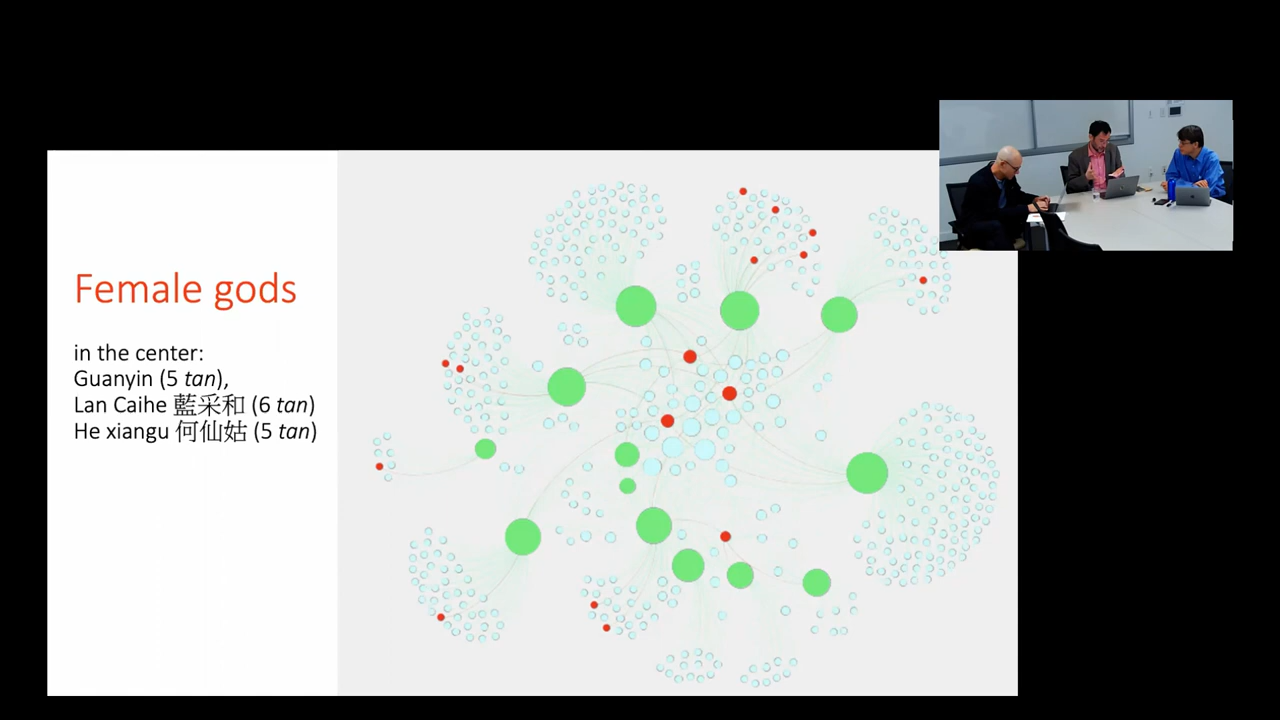 Female gods
in the center:
Guanyin (5 tan),
Lan Caihe 藍采和 (6 tan)
He xiangu 何仙姑 (5 tan)